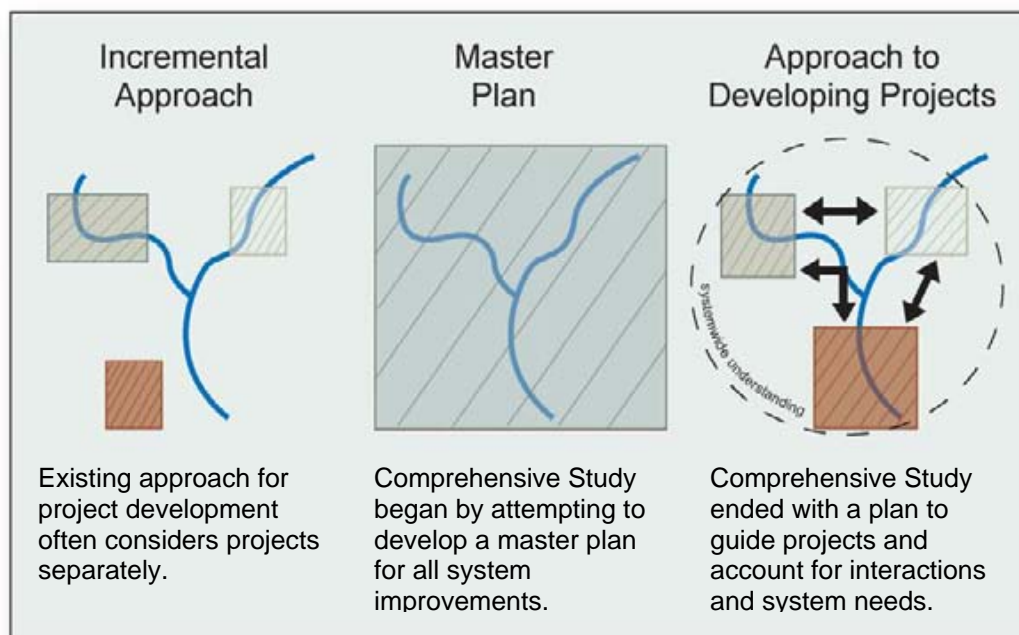 Incremental
Approach
Existing approach for
project development
often considers projects
separately.
Master
Plan
Comprehensive Study
began by attempting to
develop a master plan
for all system
improvements.
Approach to
Developing Projects
systemwide understanding
Comprehensive Study
ended with a plan to
guide projects and
account for interactions
and system needs.